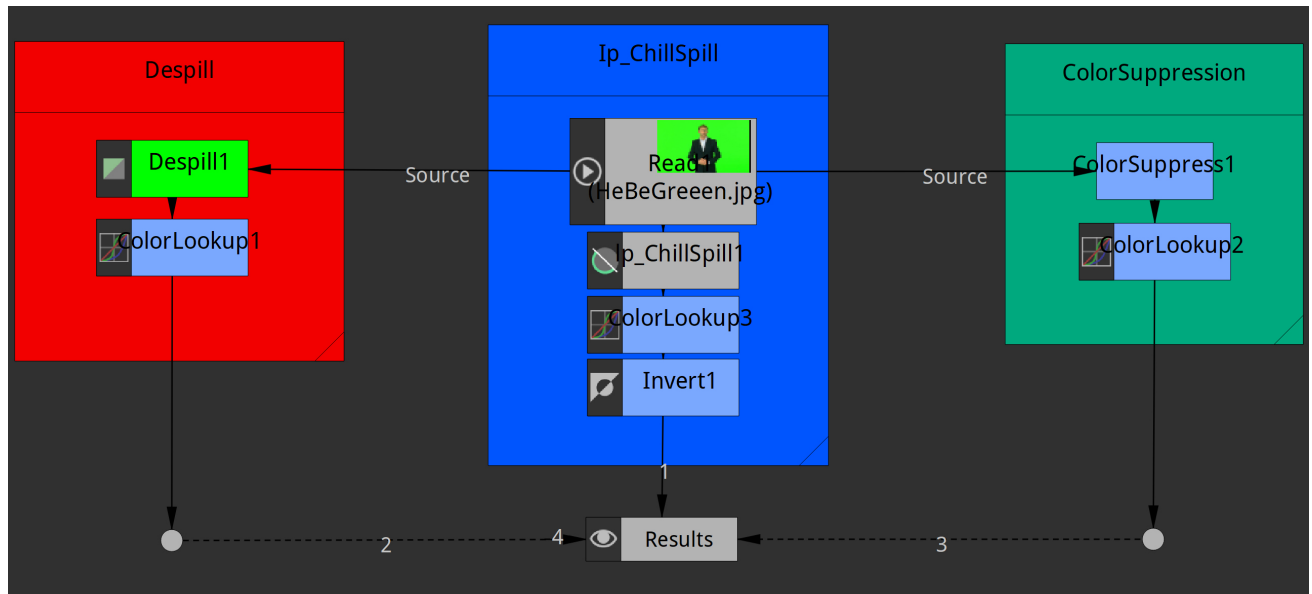 Despill
Ip_ChillSpill
ColorSuppression
Despill1
Source
Read
(HeBeGreeen.jpg)
Source
ColorSuppress1
ColorLookup1
Ip_ChillSpill1
ColorLookup2
ColorLookup3
Invert1
1
2
4
Results
3